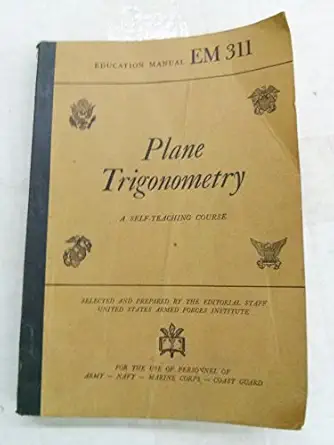 EDUCATION MANUAL EM 311
Plane
Trigonometry
A SELF-TEACHING COURSE
SELECTED AND PREPARED BY THE EDITORIAL STAFF
UNITED STATES ARMED FORCES INSTITUTE
FOR THE USE OF PERSONNEL OF
ARMY – NAVY – MARINE CORPS – COAST GUARD